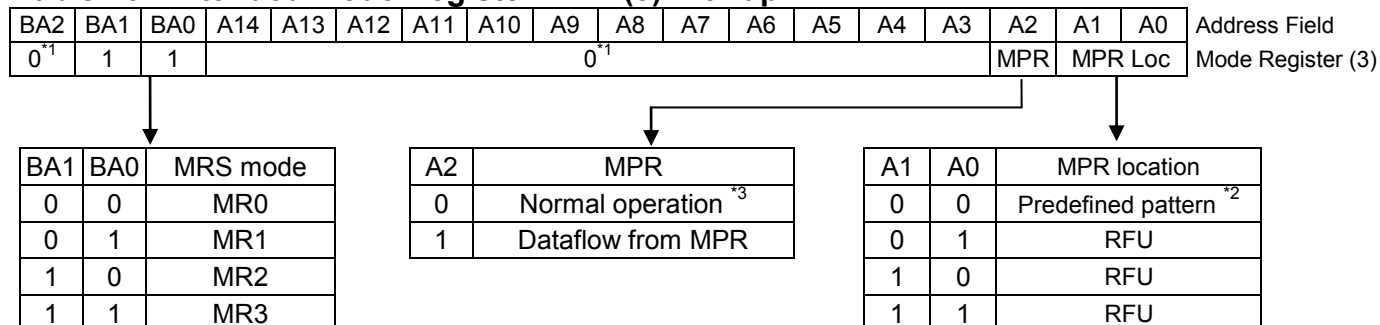 BA2 BA1 BA0 A14 A13 A12 A11 A10 A9 A8 A7 A6 A5 A4 A3 A2 A1 A0 Address Field
0*1 1 1 0*1 MPR MPR Loc Mode Register (3)
BA1 BA0 MRS mode A2 MPR A1 A0 MPR location
0 0 MR0 0 Normal operation *3 0 0 Predefined pattern *2
0 1 MR1 1 Dataflow from MPR 0 1 RFU
1 0 MR2 1 0 RFU
1 1 MR3 1 1 RFU